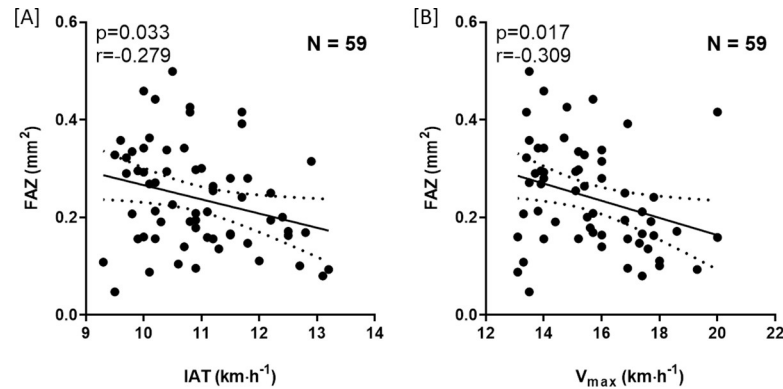 [A]
p=0.033
r=-0.279
N = 59
FAZ (mm²)
0.6
0.4
0.2
0.0
9 10 11 12 13 14
IAT (km·h⁻¹)
[B]
p=0.017
r=-0.309
N = 59
FAZ (mm²)
0.6
0.4
0.2
0.0
12 14 16 18 20 22
Vmax (km·h⁻¹)